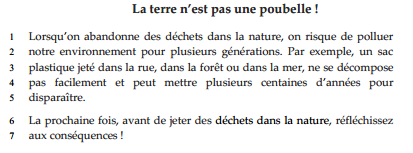 La terre n'est pas une poubelle !
1 Lorsqu'on abandonne des déchets dans la nature, on risque de polluer
2 notre environnement pour plusieurs générations. Par exemple, un sac
3 plastique jeté dans la rue, dans la forêt ou dans la mer, ne se décompose
4 pas facilement et peut mettre plusieurs centaines d'années pour
5 disparaître.
6 La prochaine fois, avant de jeter des déchets dans la nature, réfléchissez
7 aux conséquences !